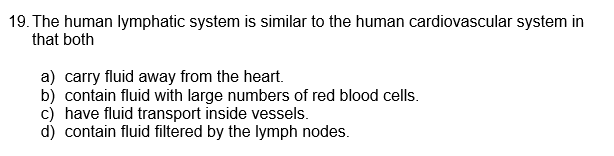 19. The human lymphatic system is similar to the human cardiovascular system in
that both
a) carry fluid away from the heart.
b) contain fluid with large numbers of red blood cells.
c) have fluid transport inside vessels.
d) contain fluid filtered by the lymph nodes.